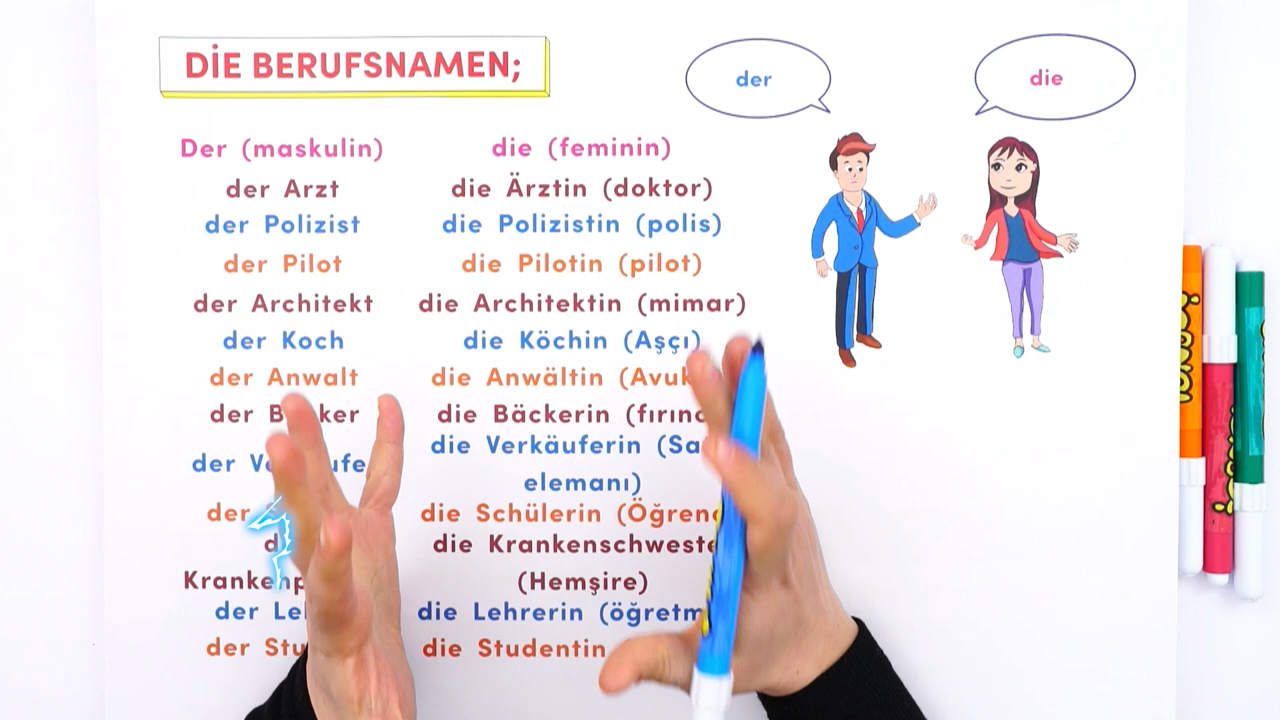 DİE BERUFSNAMEN;
der
die
Der (maskulin) die (feminin)
der Arzt die Ärztin (doktor)
der Polizist die Polizistin (polis)
der Pilot die Pilotin (pilot)
der Architekt die Architektin (mimar)
der Koch die Köchin (Aşçı)
der Anwalt die Anwältin
der die Bäckerin
die Verkäuferin
der elemanı)
der die Schülerin
die
(Hemşire)
der die Lehrerin
der die Studentin